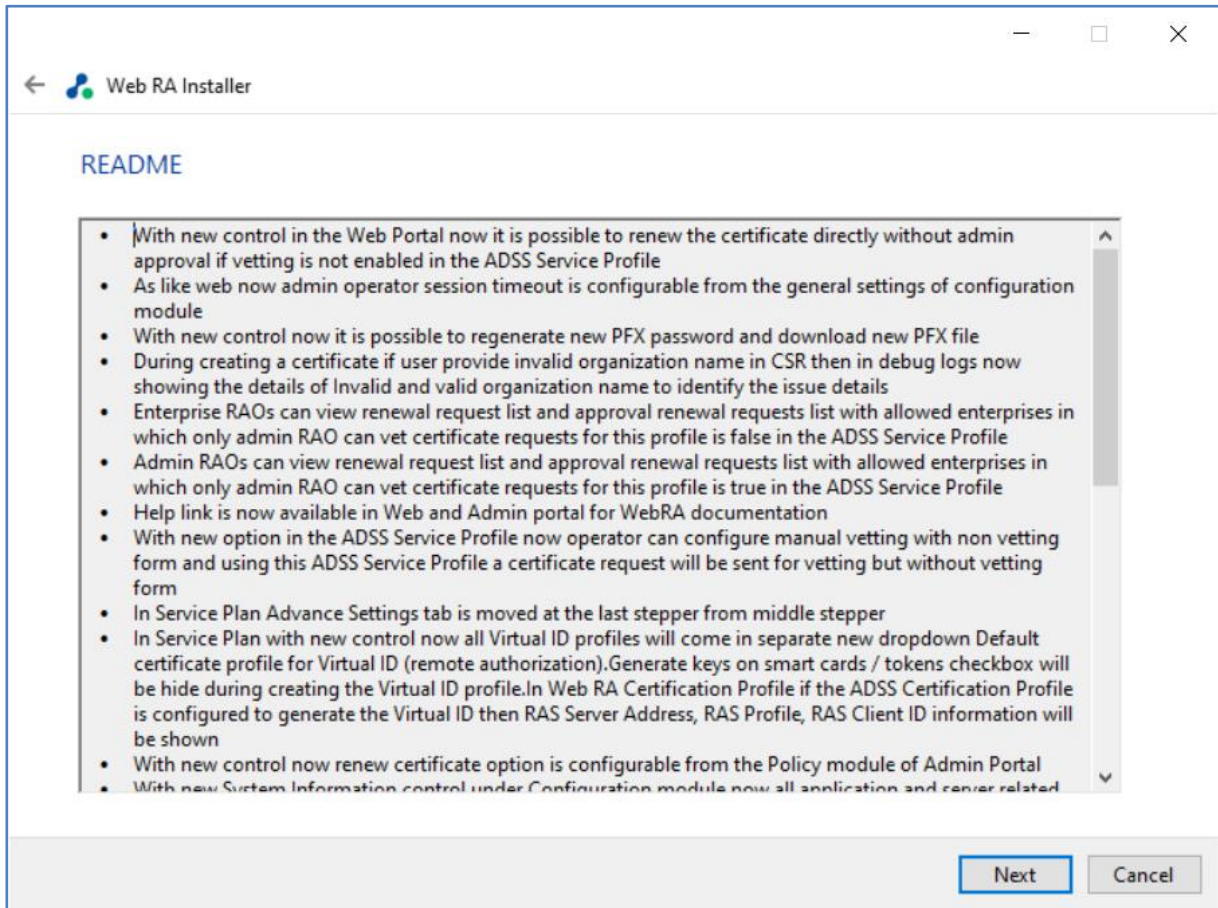 Web RA Installer
README
• With new control in the Web Portal now it is possible to renew the certificate directly without admin
approval if vetting is not enabled in the ADSS Service Profile
• As like web now admin operator session timeout is configurable from the general settings of configuration
module
• With new control now it is possible to regenerate new PFX password and download new PFX file
• During creating a certificate if user provide invalid organization name in CSR then in debug logs now
showing the details of Invalid and valid organization name to identify the issue details
• Enterprise RAOs can view renewal request list and approval renewal requests list with allowed enterprises in
which only admin RAO can vet certificate requests for this profile is false in the ADSS Service Profile
• Admin RAOs can view renewal request list and approval renewal requests list with allowed enterprises in
which only admin RAO can vet certificate requests for this profile is true in the ADSS Service Profile
• Help link is now available in Web and Admin portal for WebRA documentation
• With new option in the ADSS Service Profile now operator can configure manual vetting with non vetting
form and using this ADSS Service Profile a certificate request will be sent for vetting but without vetting
form
• In Service Plan Advance Settings tab is moved at the last stepper from middle stepper
• In Service Plan with new control now all Virtual ID profiles will come in separate new dropdown Default
certificate profile for Virtual ID (remote authorization).Generate keys on smart cards / tokens checkbox will
be hide during creating the Virtual ID profile.In Web RA Certification Profile if the ADSS Certification Profile
is configured to generate the Virtual ID then RAS Server Address, RAS Profile, RAS Client ID information will
be shown
• With new control now renew certificate option is configurable from the Policy module of Admin Portal
• With new System Information control under Configuration module now all application and server related
Next
Cancel